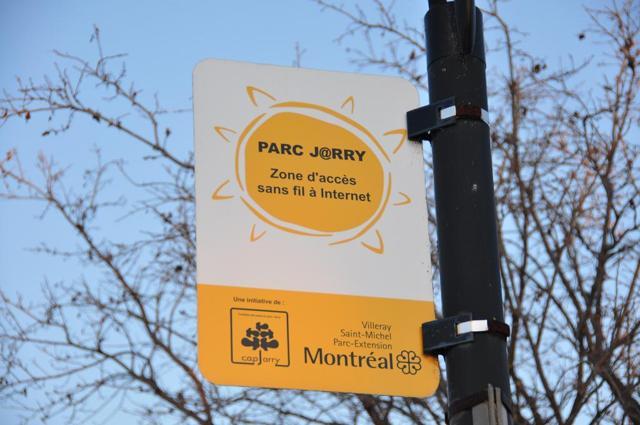 PARC J@RRY
Zone d'accès
sans fil à Internet
Une initiative de :
cap Jarry
Villeray
Saint-Michel
Parc-Extension
Montréal